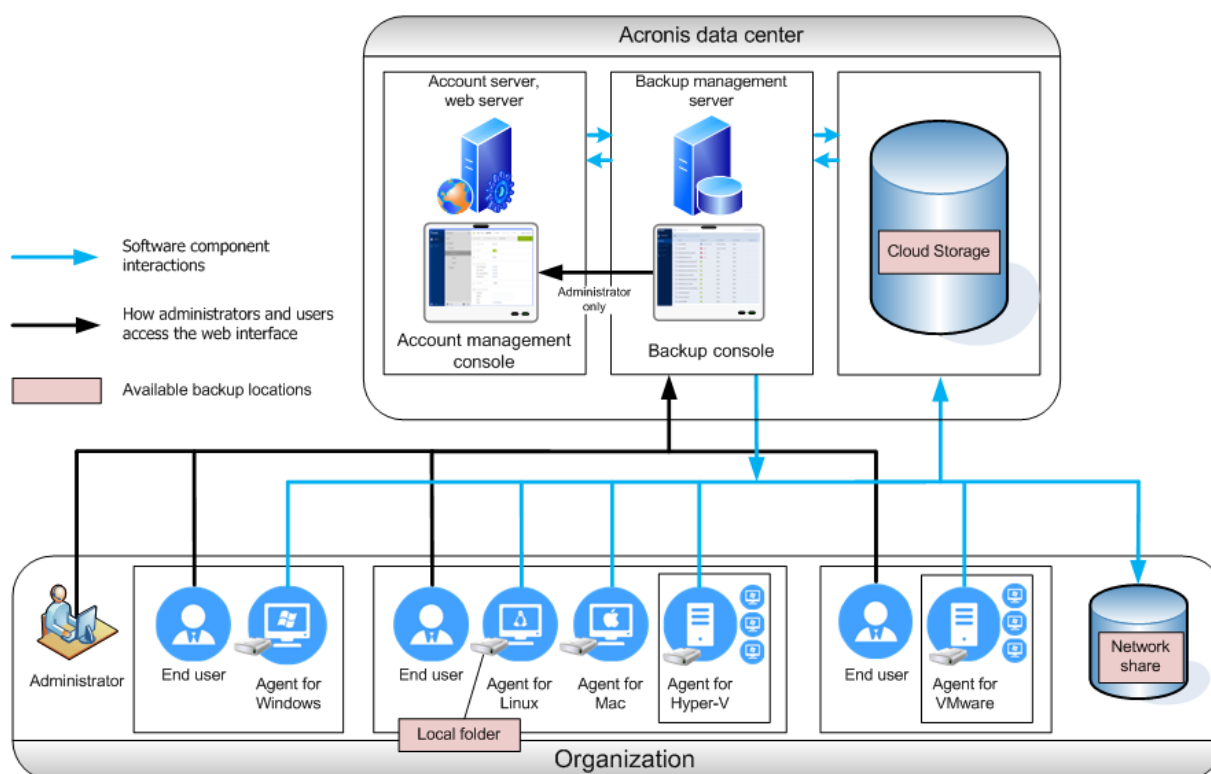 Acronis data center
Account server,
web server
Backup management
server
Cloud Storage
Administrator
only
Account management
console
Backup console
Software component
interactions
How administrators and users
access the web interface
Available backup locations
Administrator
End user
Agent for
Windows
End user
Agent for
Linux
Agent for
Mac
Agent for
Hyper-V
End user
Agent for
VMware
Network
share
Local folder
Organization